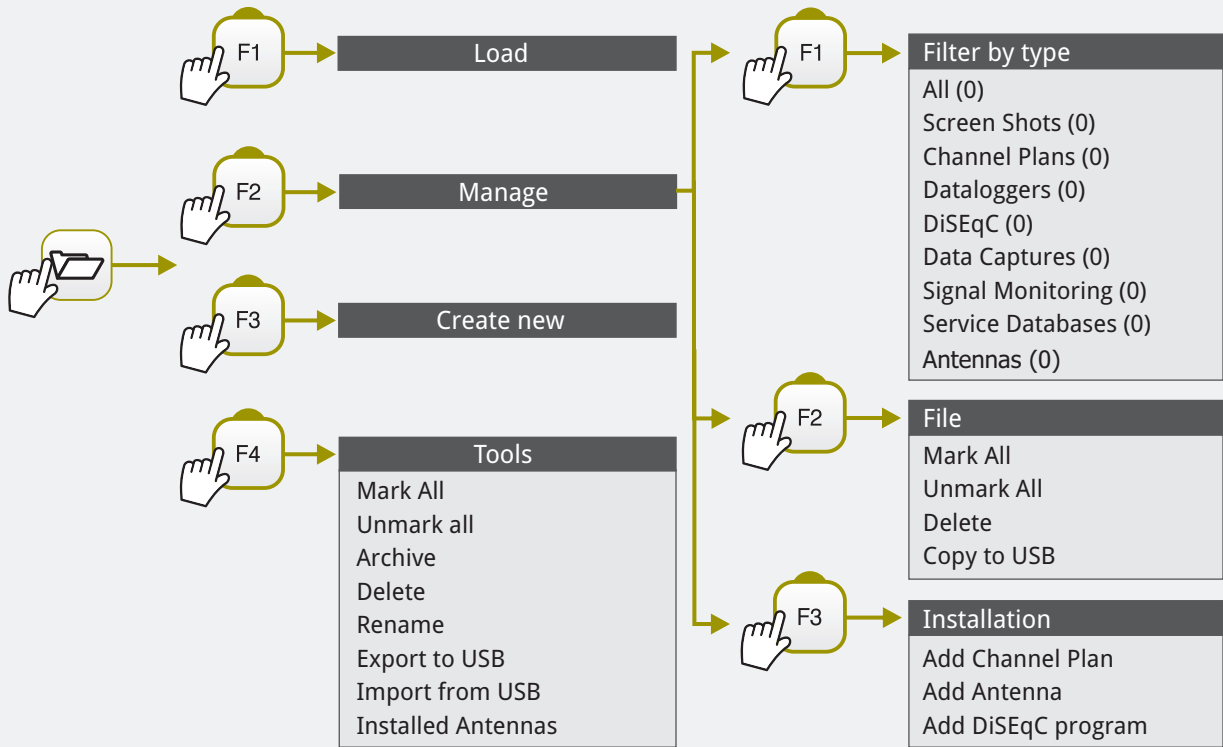 F1
Load
F2
Manage
F3
Create new
F4
Tools
Mark All
Unmark all
Archive
Delete
Rename
Export to USB
Import from USB
Installed Antennas
F1
Filter by type
All (0)
Screen Shots (0)
Channel Plans (0)
Dataloggers (0)
DiSEqC (0)
Data Captures (0)
Signal Monitoring (0)
Service Databases (0)
Antennas (0)
F2
File
Mark All
Unmark All
Delete
Copy to USB
F3
Installation
Add Channel Plan
Add Antenna
Add DiSEqC program